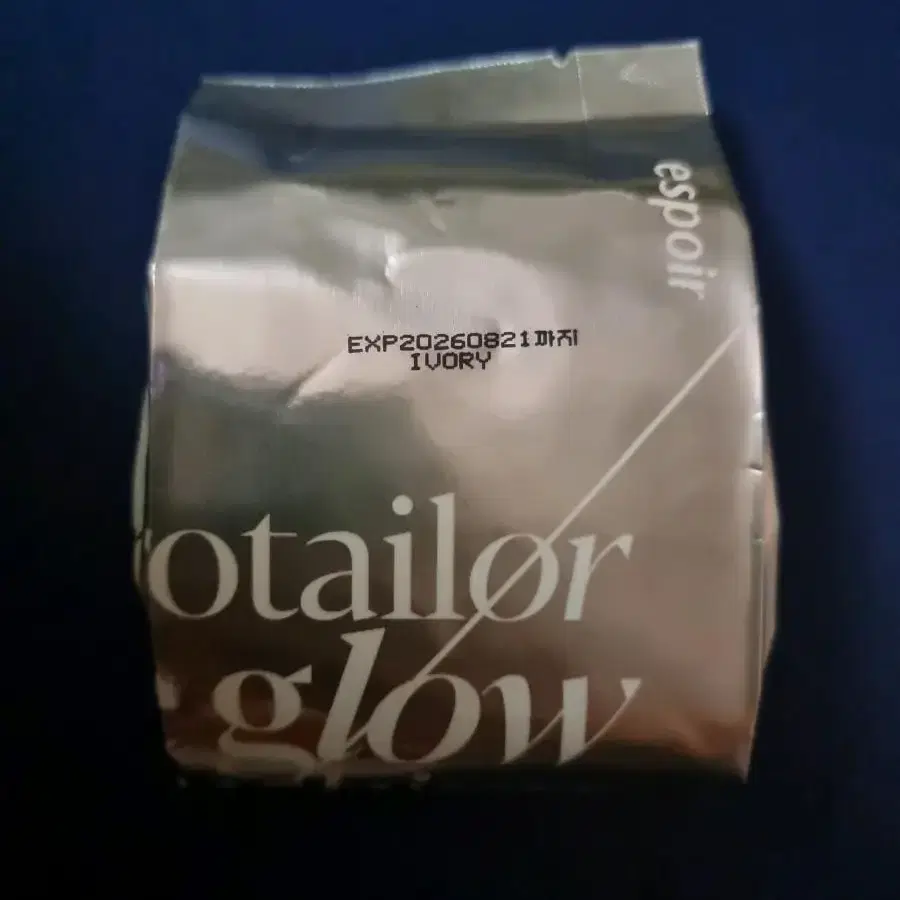 espoir
EXP20260821까지
IVORY
otailor
glow